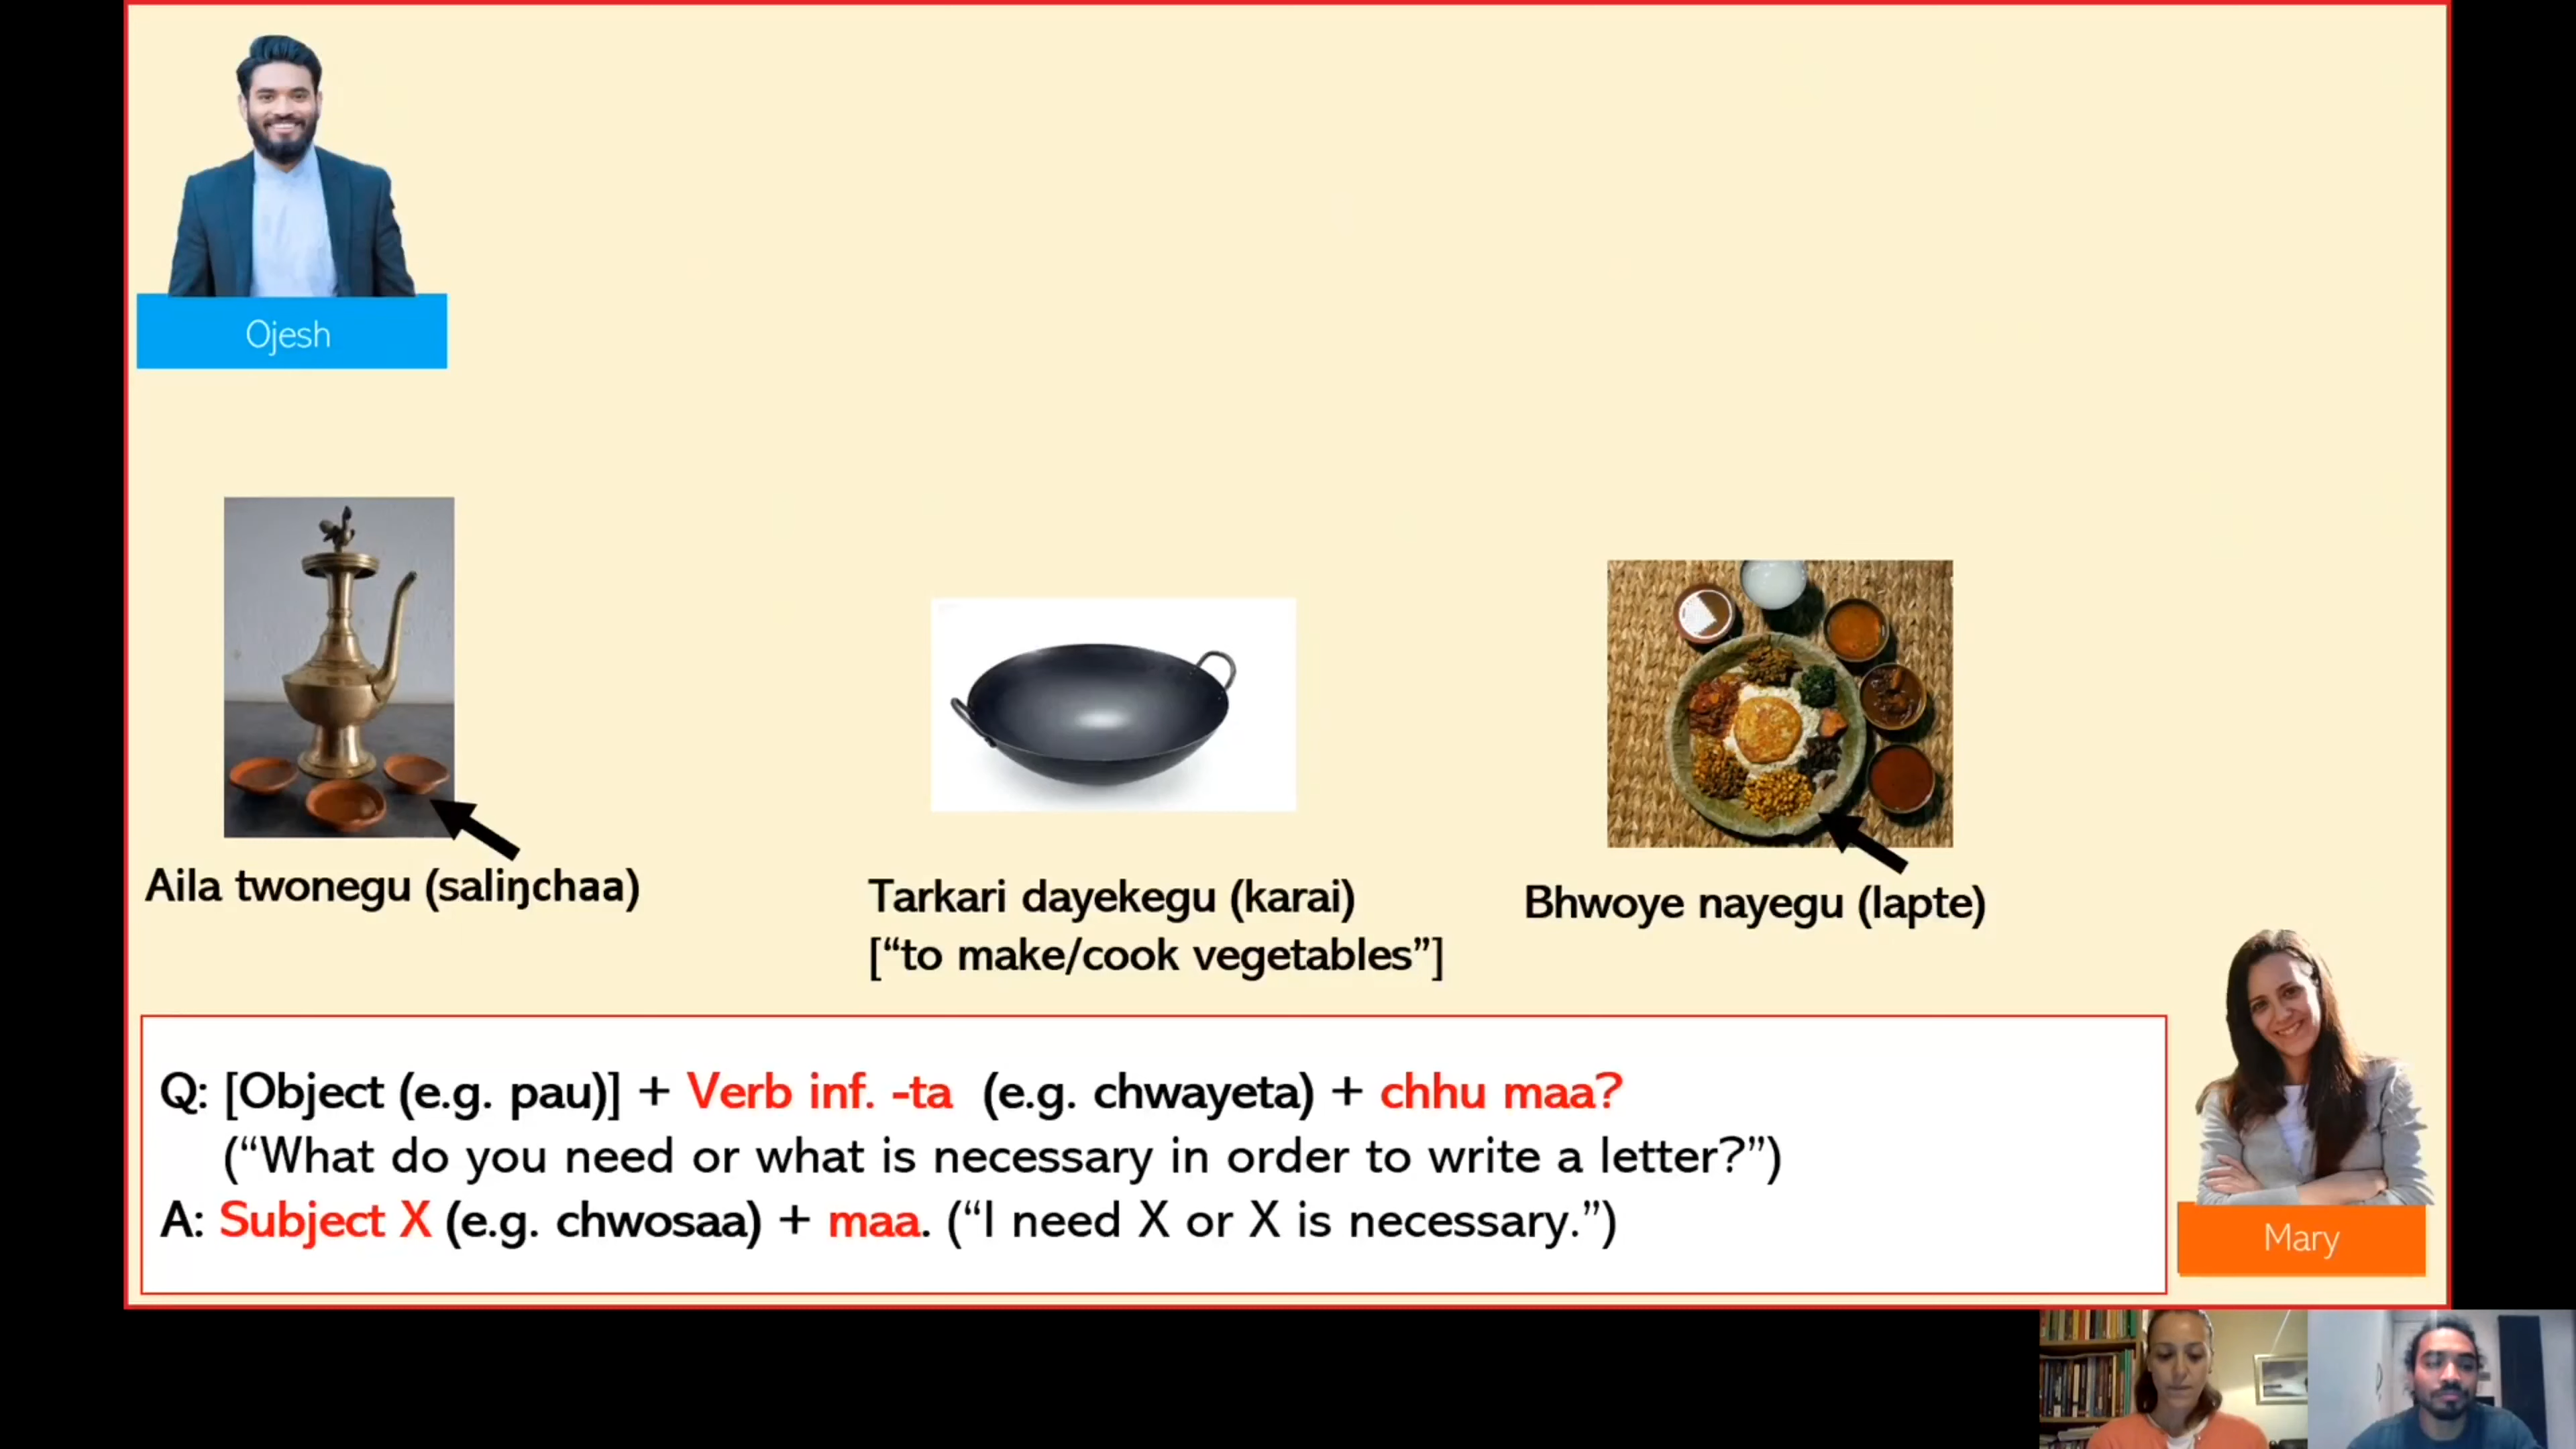 Ojesh
Aila twonegu (saliŋchaa)
Tarkari dayekegu (karai)
[“to make/cook vegetables”]
Bhwoye nayegu (lapte)
Q: [Object (e.g. pau)] + Verb inf. -ta (e.g. chwayeta) + chhu maa?
(“What do you need or what is necessary in order to write a letter?”)
A: Subject X (e.g. chwosaa) + maa. (“I need X or X is necessary.”)
Mary